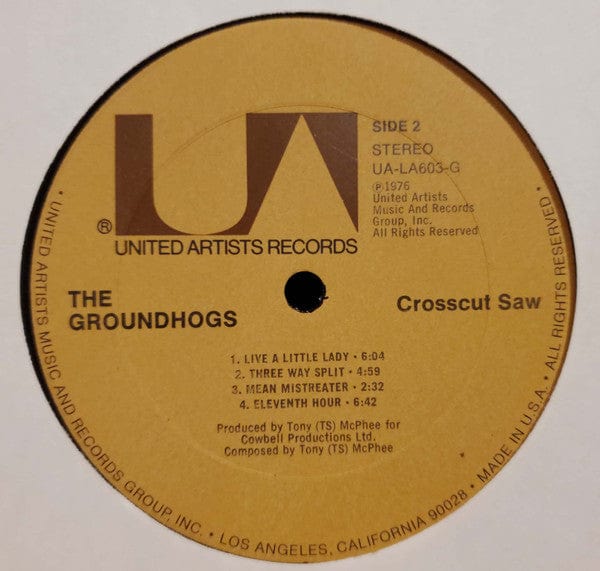 UA
®
UNITED ARTISTS RECORDS
SIDE 2
STEREO
UA-LA603-G
℗1976
United Artists
Music And Records
Group, Inc.
All Rights Reserved
THE
GROUNDHOGS
Crosscut Saw
1. LIVE A LITTLE LADY • 6:04
2. THREE WAY SPLIT • 4:59
3. MEAN MISTREATER • 2:32
4. ELEVENTH HOUR • 6:42
Produced by Tony (TS) McPhee for
Cowbell Productions Ltd.
Composed by Tony (TS) McPhee
• UNITED ARTISTS MUSIC AND RECORDS GROUP, INC. • LOS ANGELES, CALIFORNIA 90028 • MADE IN U.S.A. • ALL RIGHTS RESERVED •